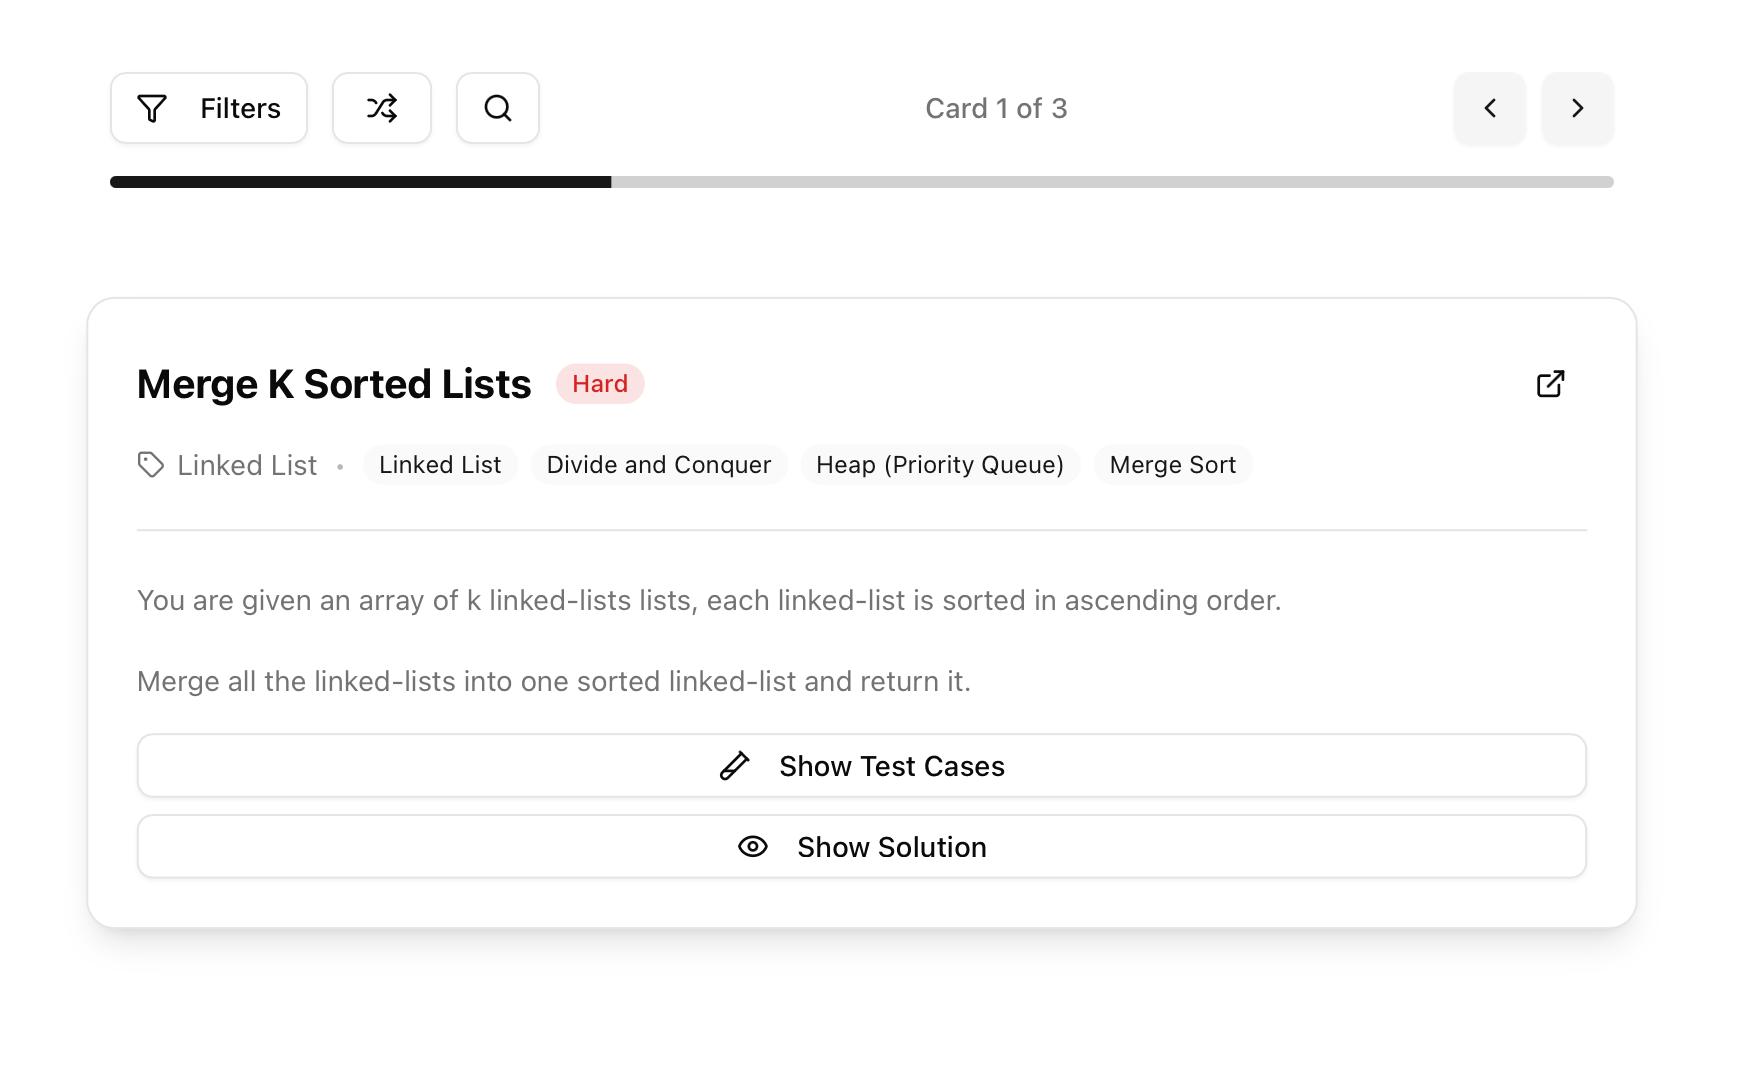 Filters
Card 1 of 3
Merge K Sorted Lists Hard
Linked List • Linked List Divide and Conquer Heap (Priority Queue) Merge Sort
You are given an array of k linked-lists lists, each linked-list is sorted in ascending order.
Merge all the linked-lists into one sorted linked-list and return it.
Show Test Cases
Show Solution